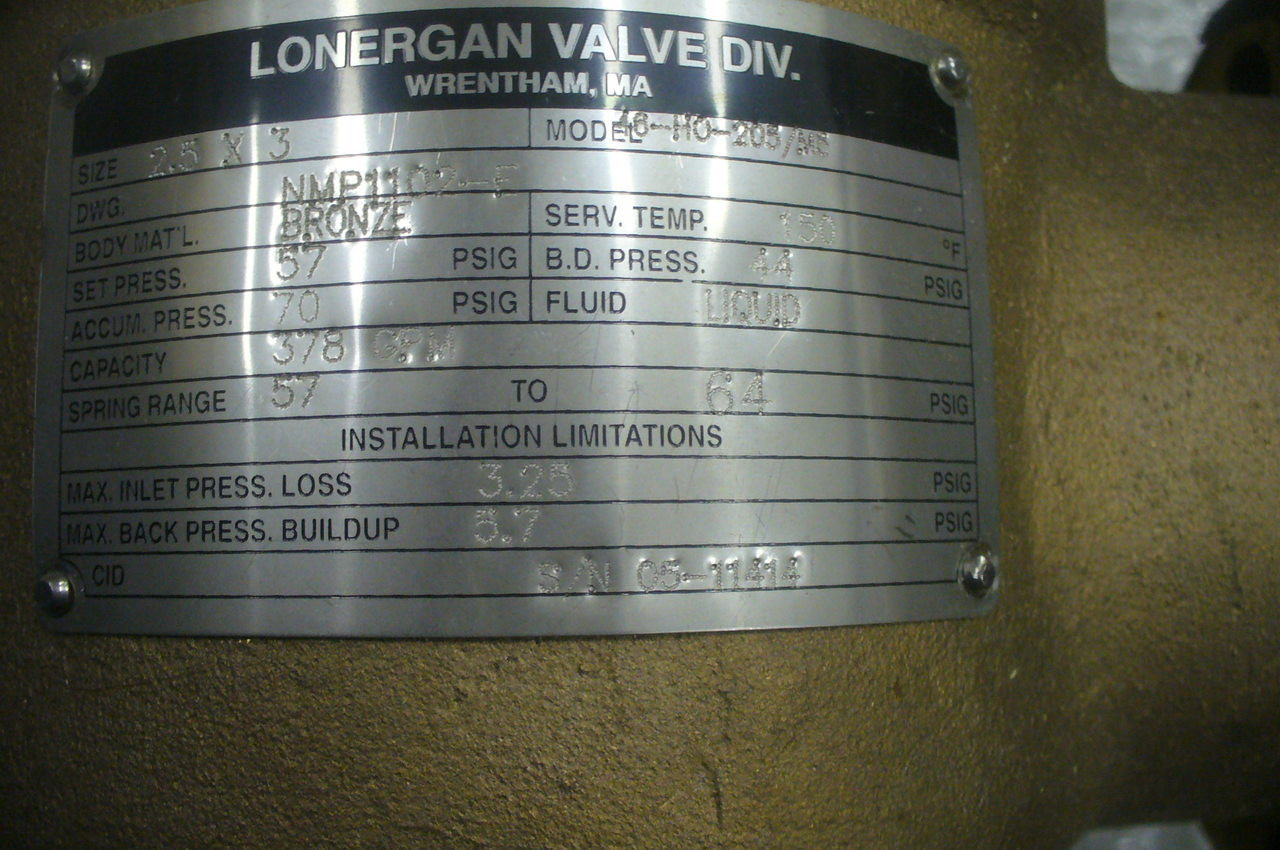 LONERGAN VALVE DIV.
WRENTHAM, MA
SIZE 2.5 X 3 MODEL
DWG. NMP1102-F
BODY MAT'L. BRONZE SERV. TEMP. 150 °F
SET PRESS. 57 PSIG B.D. PRESS. 44 PSIG
ACCUM. PRESS. 70 PSIG FLUID LIQUID
CAPACITY 378 GPM
SPRING RANGE 57 TO 64 PSIG
INSTALLATION LIMITATIONS
MAX. INLET PRESS. LOSS 3.25 PSIG
MAX. BACK PRESS. BUILDUP 5.7 PSIG
CID S/N 05-11414